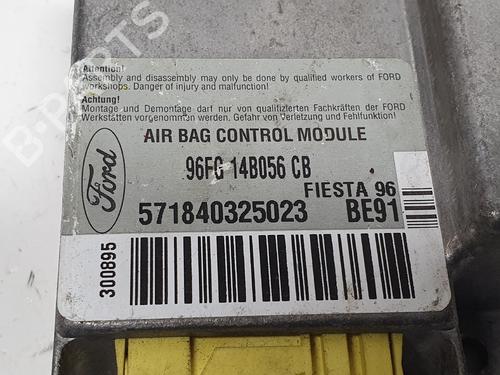 Attention!
Assembly and disassembly may only be done by qualified workers of FORD
workshops. Danger of injury and malfunction!
Achtung!
Montage und Demontage darf nur von qualifizierten Fachkräften der FORD
Werkstätten vorgenommen werden. Gefahr von Verletzung und Fehlfunktion!
AIR BAG CONTROL MODULE
Ford
96FG 14B056 CB
FIESTA 96
571840325023
BE91
300895
B-PARTS